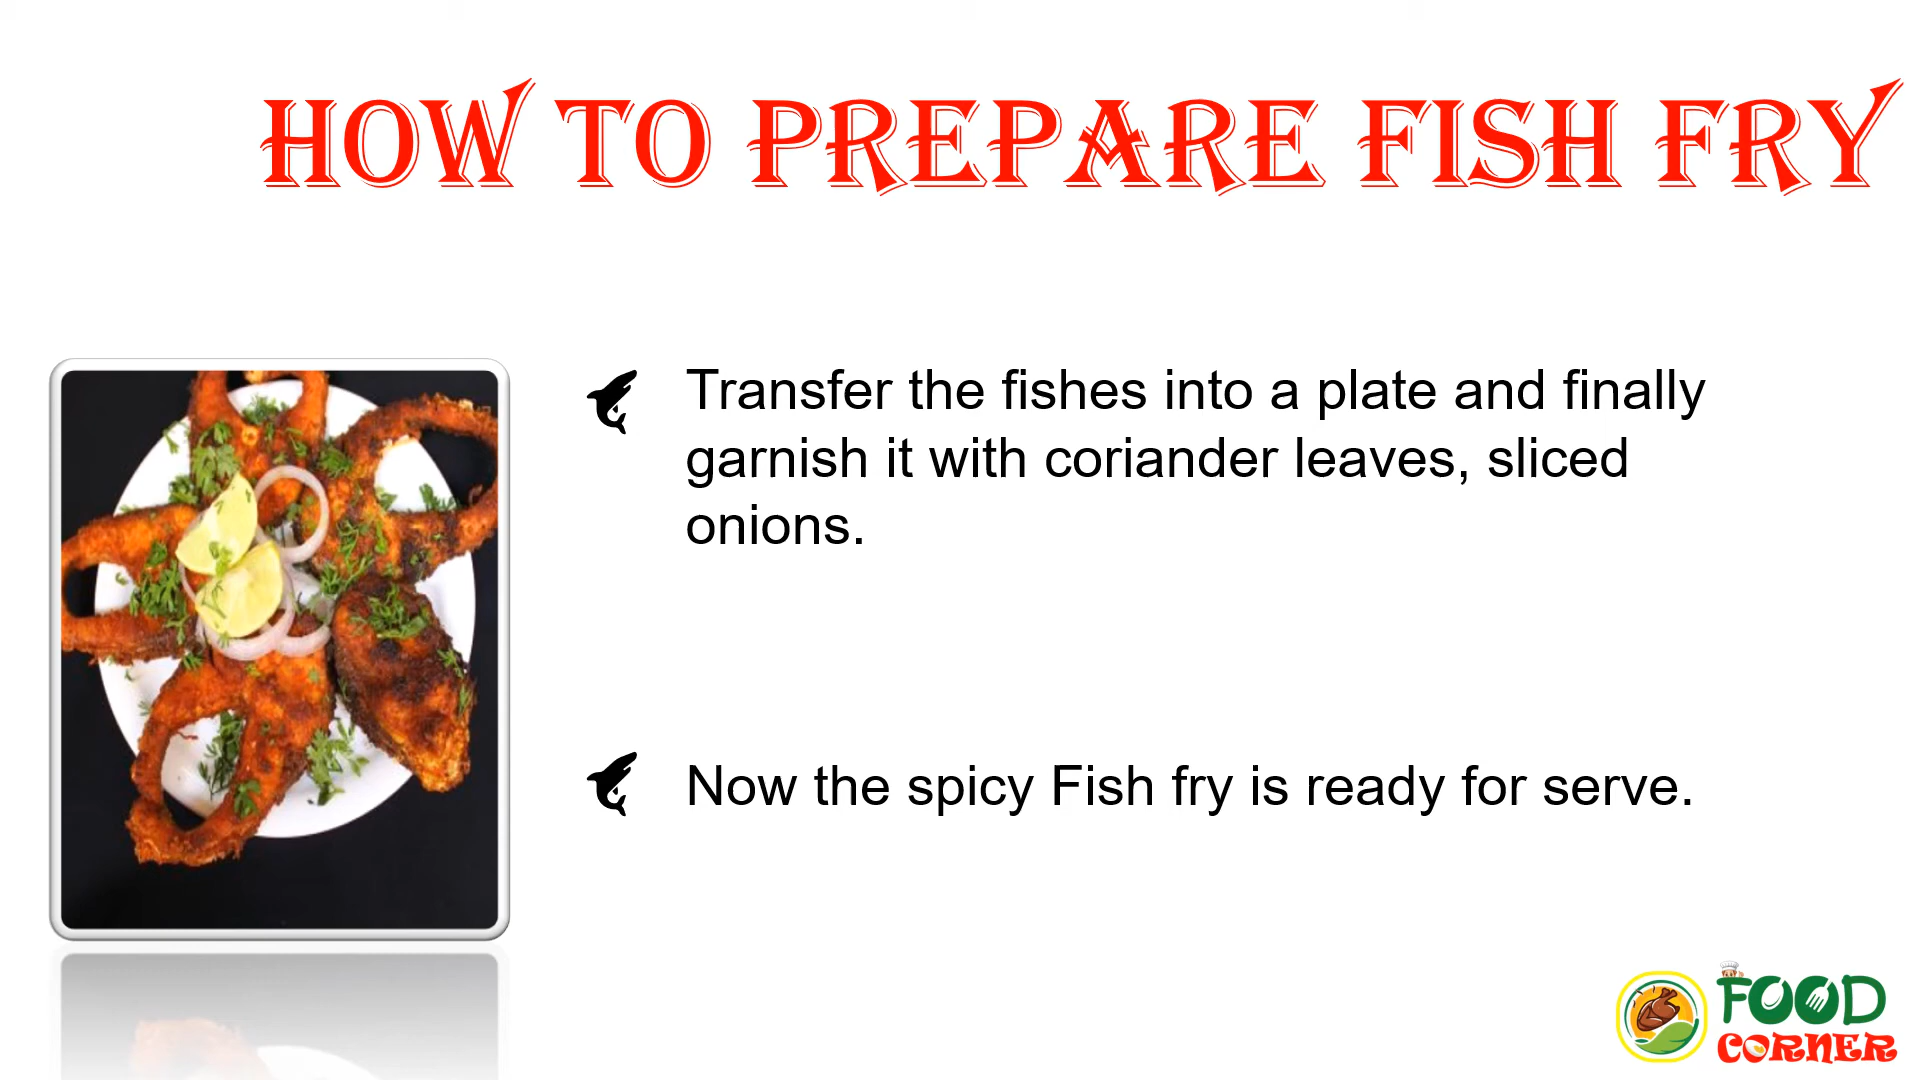 HOW TO PREPARE FISH FRY
Transfer the fishes into a plate and finally
garnish it with coriander leaves, sliced
onions.
Now the spicy Fish fry is ready for serve.
FOOD
CORNER